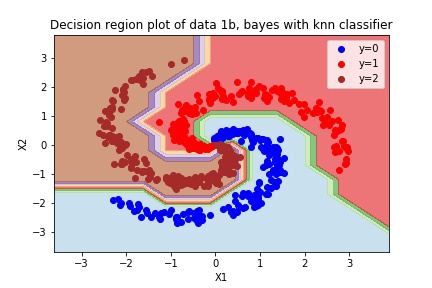 Decision region plot of data 1b, bayes with knn classifier
y=0
y=1
y=2
X2
3
2
1
0
−1
−2
−3
−3
−2
−1
0
1
2
3
X1